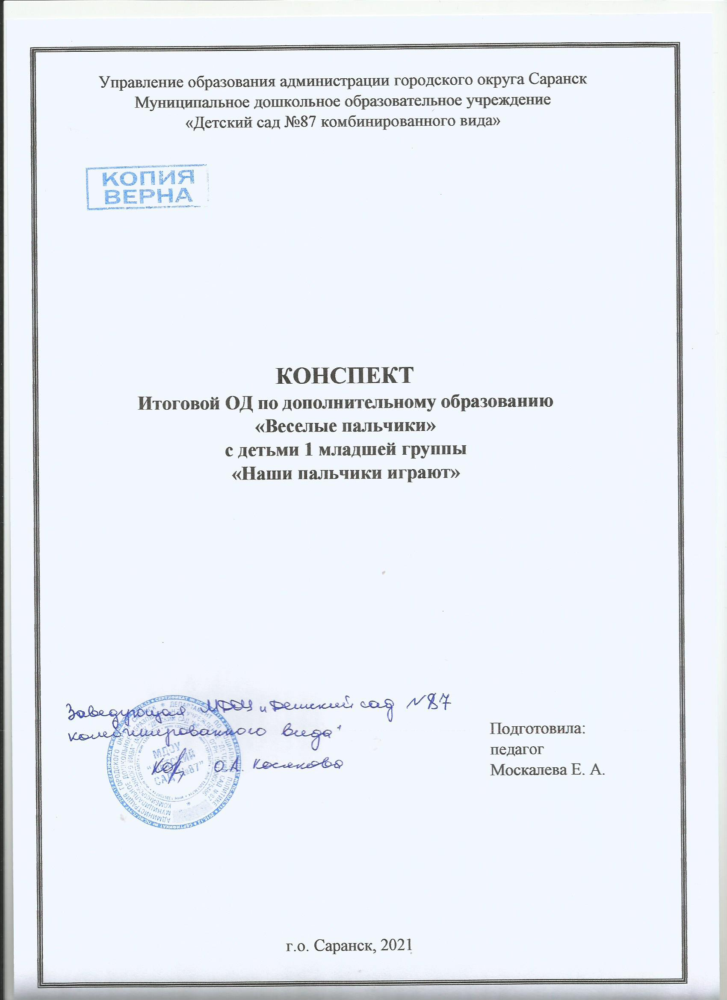 Управление образования администрации городского округа Саранск
Муниципальное дошкольное образовательное учреждение
«Детский сад №87 комбинированного вида»
КОПИЯ
ВЕРНА
КОНСПЕКТ
Итоговой ОД по дополнительному образованию
«Веселые пальчики»
с детьми 1 младшей группы
«Наши пальчики играют»
Заведующая МДОУ "Детский сад №87
комбинированного вида"
О.А. Косынкова
МДОУ
"ДЕТСКИЙ
САД №87"
Подготовила:
педагог
Москалева Е. А.
г.о. Саранск, 2021